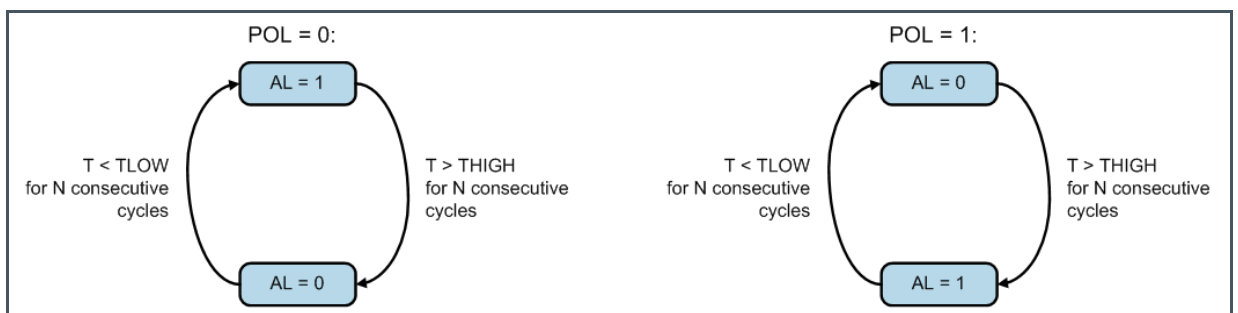 POL = 0:
AL = 1
T < TLOW
for N consecutive
cycles
T > THIGH
for N consecutive
cycles
AL = 0
POL = 1:
AL = 0
T < TLOW
for N consecutive
cycles
T > THIGH
for N consecutive
cycles
AL = 1